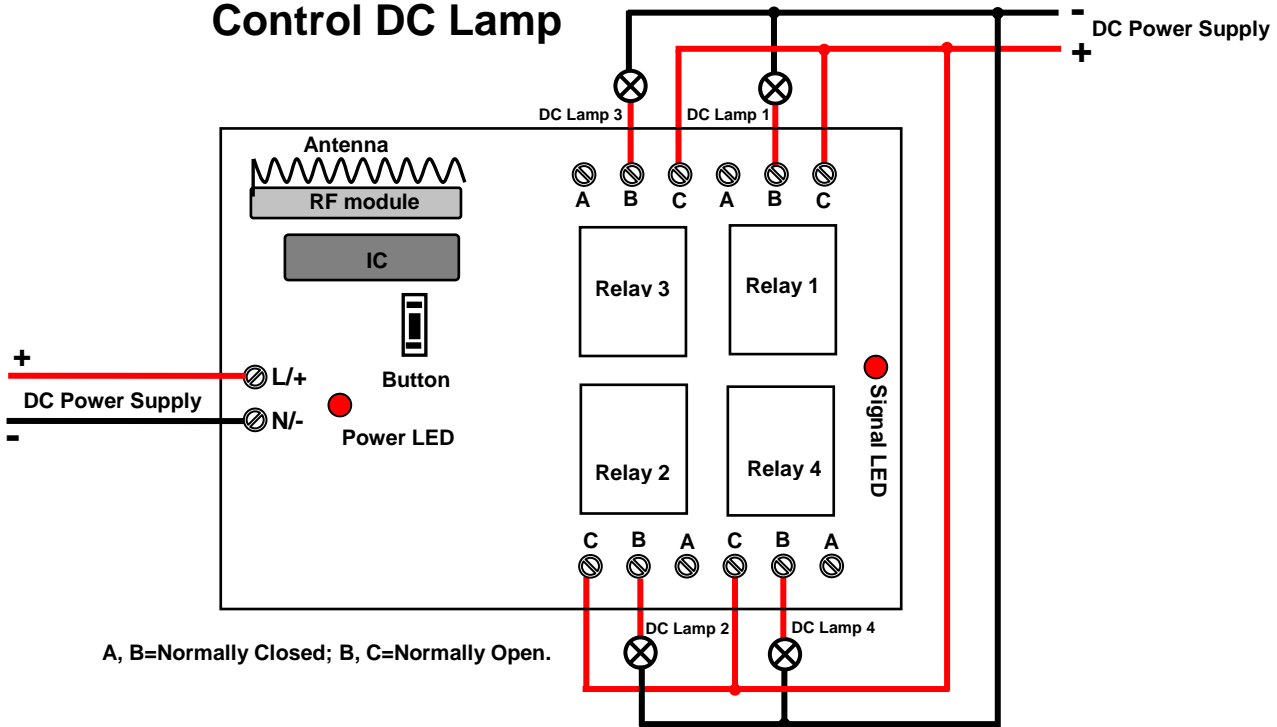 Control DC Lamp
-
DC Power Supply
+
DC Lamp 3
DC Lamp 1
Antenna
RF module
A B C A B C
IC
Relay 3
Relay 1
+
L/+
Button
DC Power Supply
N/-
-
Power LED
Signal LED
Relay 2
Relay 4
C B A C B A
DC Lamp 2
DC Lamp 4
A, B=Normally Closed; B, C=Normally Open.